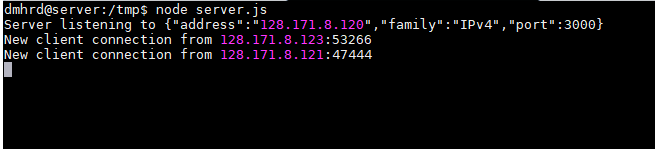 dmhrd@server:/tmp$ node server.js
Server listening to {"address":"128.171.8.120","family":"IPv4","port":3000}
New client connection from 128.171.8.123:53266
New client connection from 128.171.8.121:47444